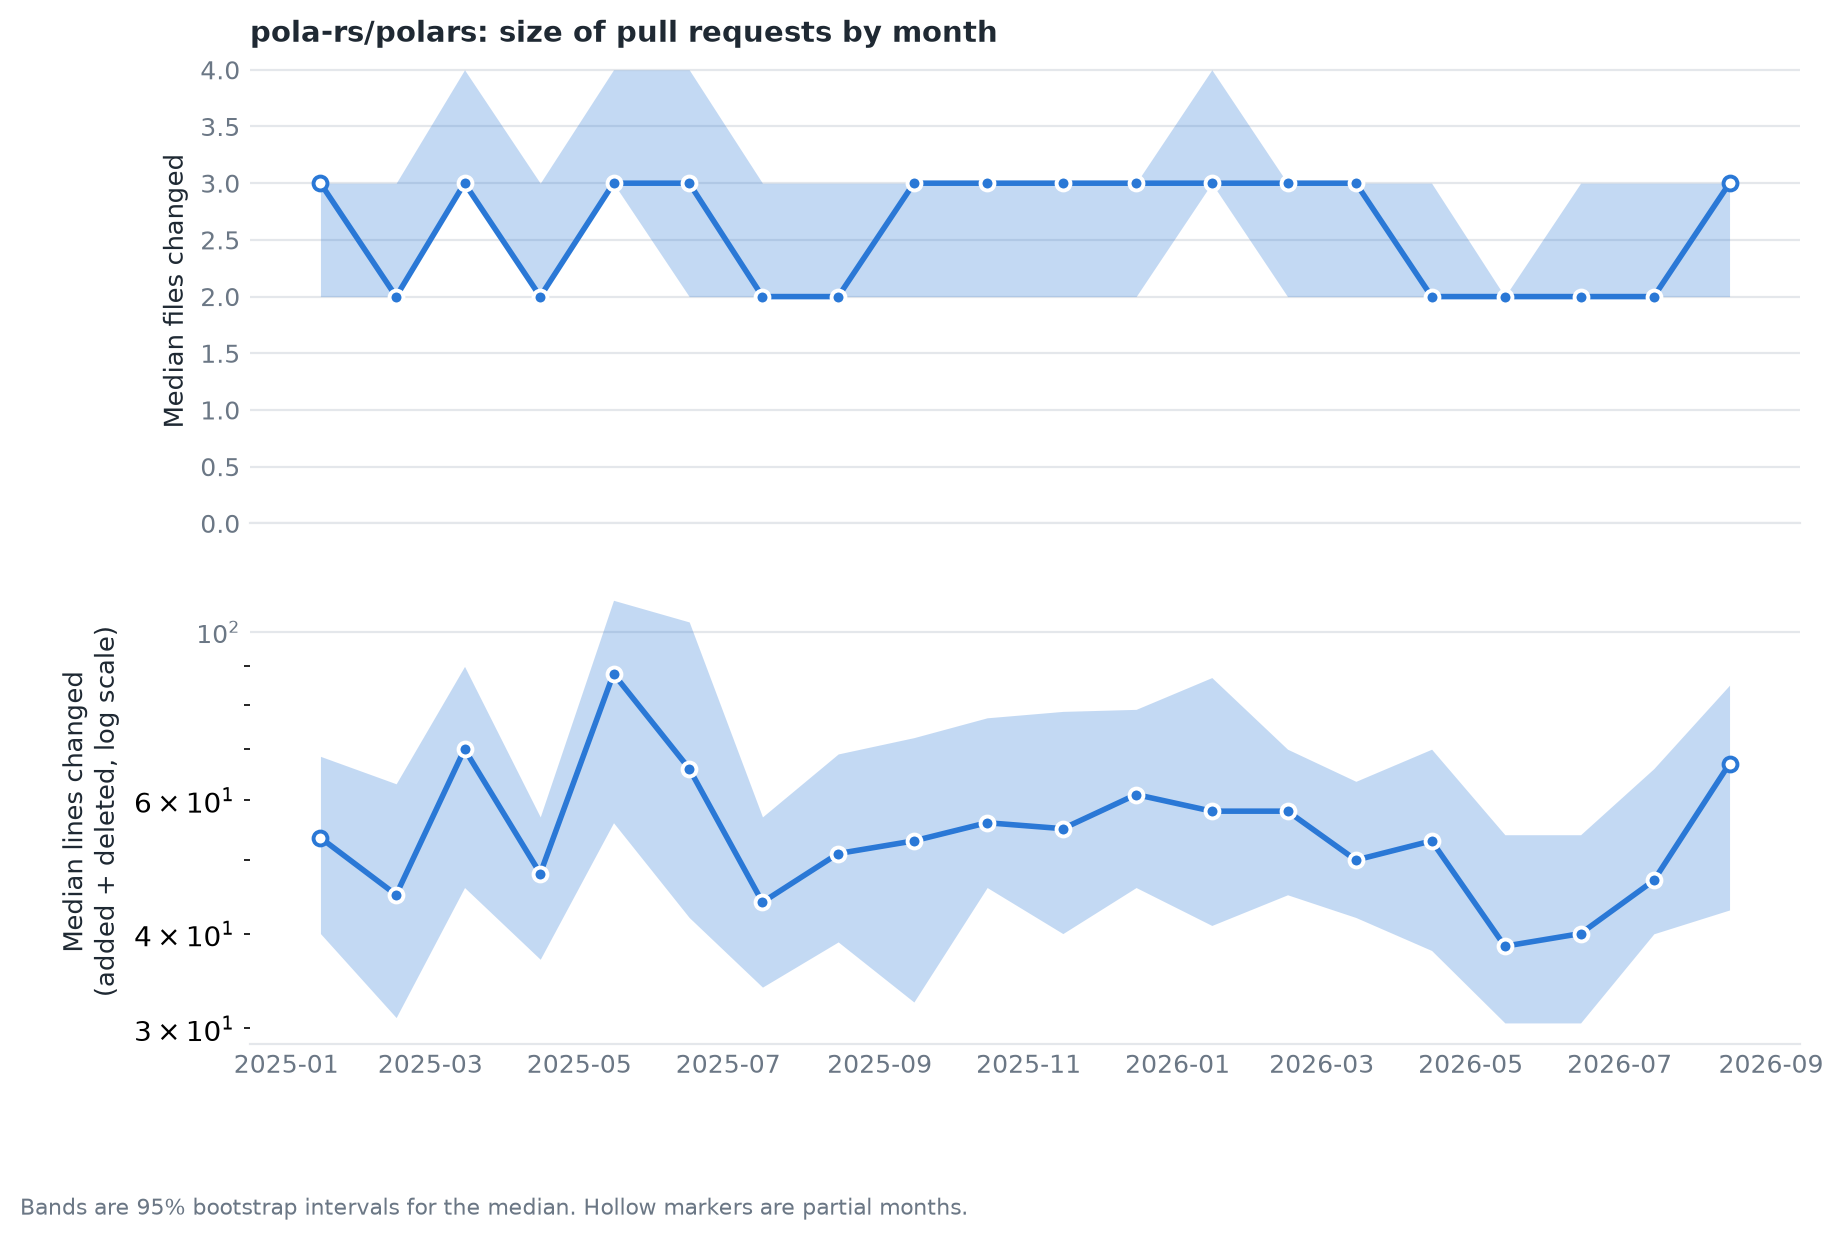 pola-rs/polars: size of pull requests by month
Median files changed
4.0
3.5
3.0
2.5
2.0
1.5
1.0
0.5
0.0
Median lines changed
(added + deleted, log scale)
10²
6 × 10¹
4 × 10¹
3 × 10¹
2025-01 2025-03 2025-05 2025-07 2025-09 2025-11 2026-01 2026-03 2026-05 2026-07 2026-09
Bands are 95% bootstrap intervals for the median. Hollow markers are partial months.